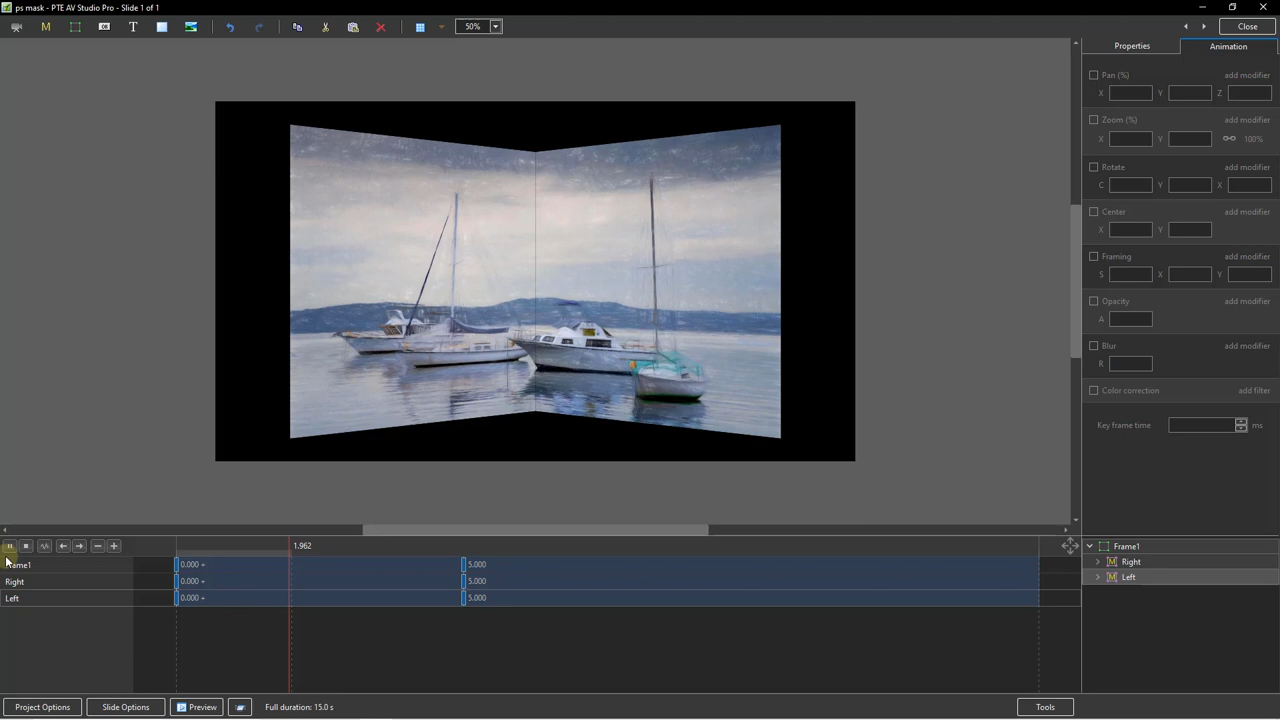 ps mask - PTE AV Studio Pro - Slide 1 of 1
M OK T 50% Close
Properties Animation
Pan (%) add modifier
X Y Z
Zoom (%) add modifier
X Y 100%
Rotate add modifier
C Y X
Center add modifier
X Y
Framing add modifier
S X Y
Opacity add modifier
A
Blur add modifier
R
Color correction add filter
Key frame time ms
1.962
Frame1
rame1 0.000 + 5.000
M Right
Right 0.000 + 5.000
M Left
Left 0.000 + 5.000
Project Options Slide Options Preview Full duration: 15.0 s Tools